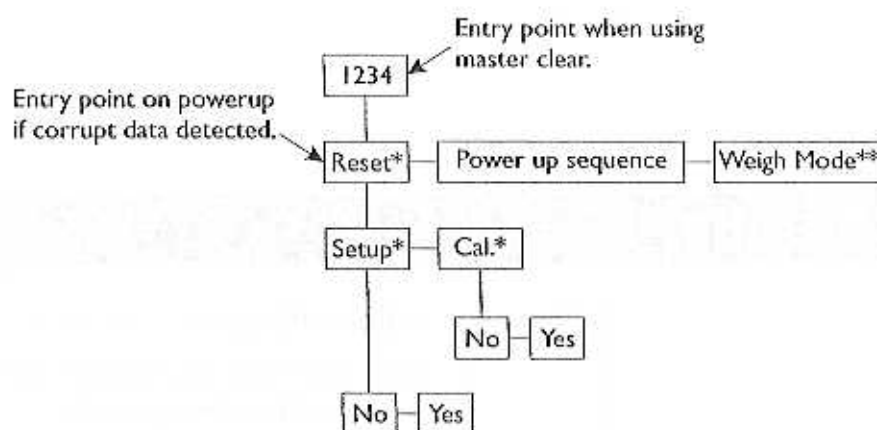 Entry point when using
master clear.
1234
Entry point on powerup
if corrupt data detected.
Reset*
Power up sequence
Weigh Mode**
Setup*
Cal.*
No
Yes
No
Yes